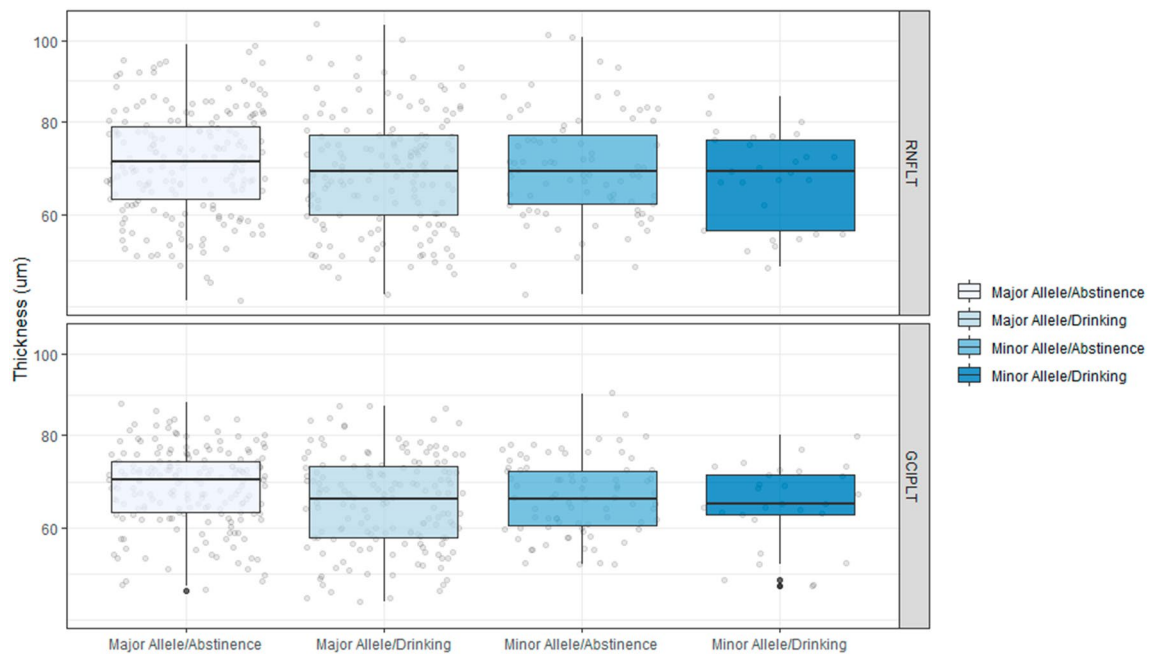 100
80
60
RNFLT
Thickness (um)
100
80
60
GCIPLT
Major Allele/Abstinence
Major Allele/Drinking
Minor Allele/Abstinence
Minor Allele/Drinking
Major Allele/Abstinence
Major Allele/Drinking
Minor Allele/Abstinence
Minor Allele/Drinking